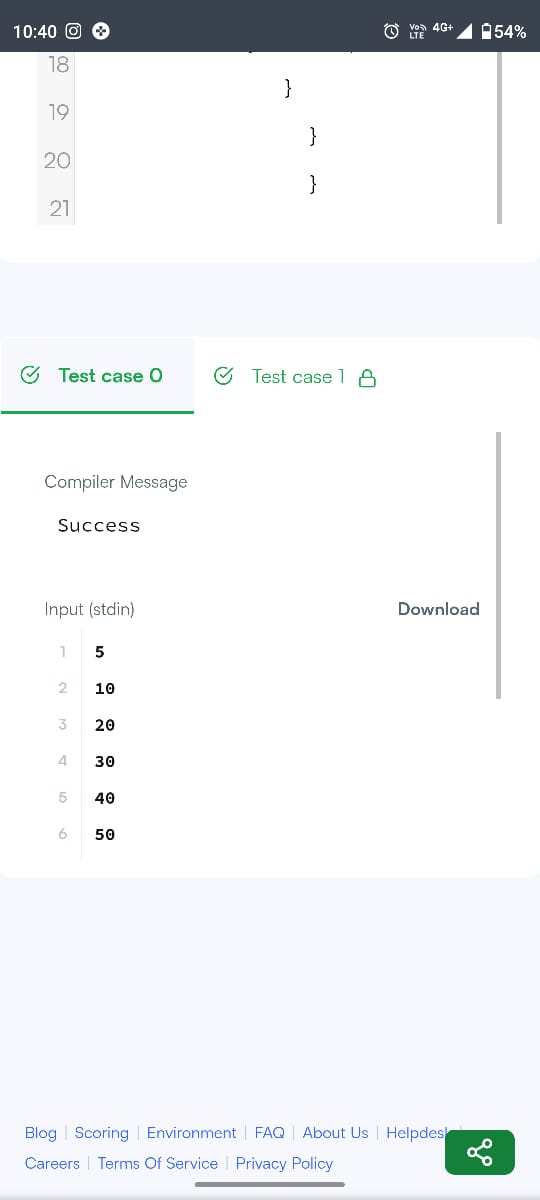 10:40 Vo)) LTE 4G+ 54%
18
}
19
}
20
}
21
Test case 0 Test case 1
Compiler Message
Success
Input (stdin) Download
1 5
2 10
3 20
4 30
5 40
6 50
Blog | Scoring | Environment | FAQ | About Us | Helpdesk
Careers | Terms Of Service | Privacy Policy